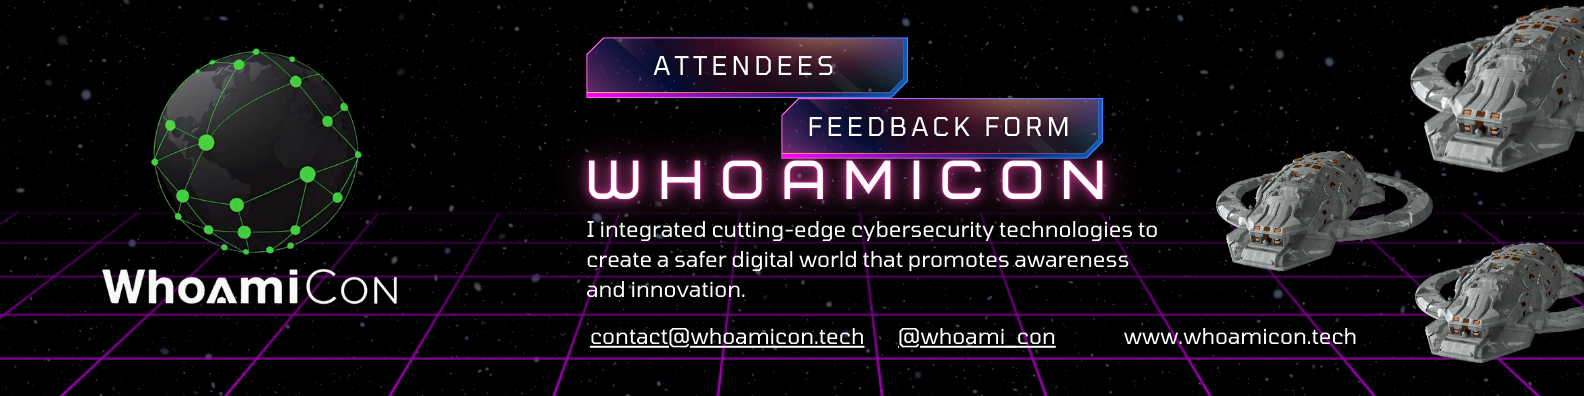 WhoamiCon
ATTENDEES
FEEDBACK FORM
WHOAMICON
I integrated cutting-edge cybersecurity technologies to
create a safer digital world that promotes awareness
and innovation.
contact@whoamicon.tech @whoami_con www.whoamicon.tech